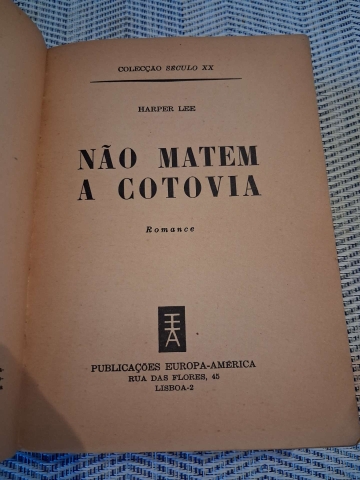 COLECÇÃO SÉCULO XX
HARPER LEE
NÃO MATEM
A COTOVIA
Romance
PUBLICAÇÕES EUROPA-AMÉRICA
RUA DAS FLORES, 45
LISBOA-2